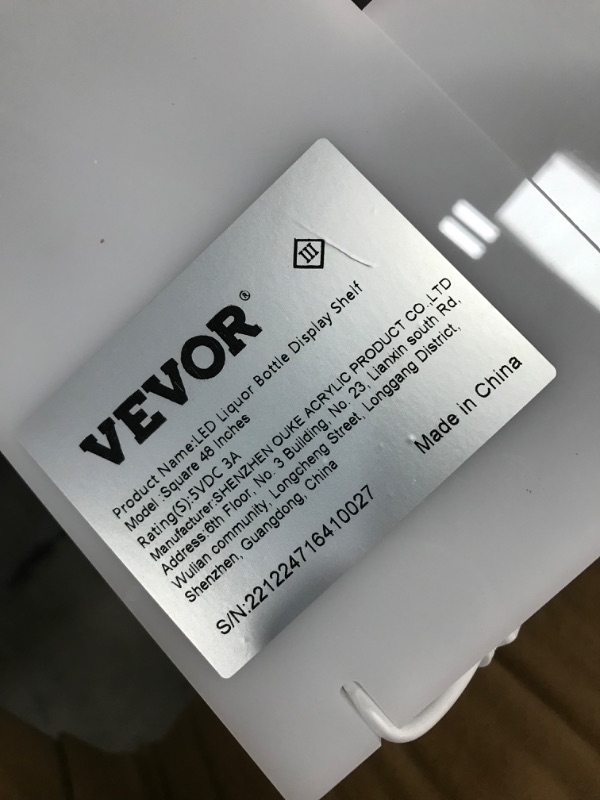 III
VEVOR®
Product Name:LED Liquor Bottle Display Shelf
Model :Square 48 Inches
Rating(S):5VDC 3A
Manufacturer:SHENZHEN OUKE ACRYLIC PRODUCT CO.,LTD
Address:6th Floor, No. 3 Building, No. 23, Lianxin south Rd,
Wulian community, Longcheng Street, Longgang District,
Shenzhen, Guangdong, China
S/N:221224716410027
Made in China